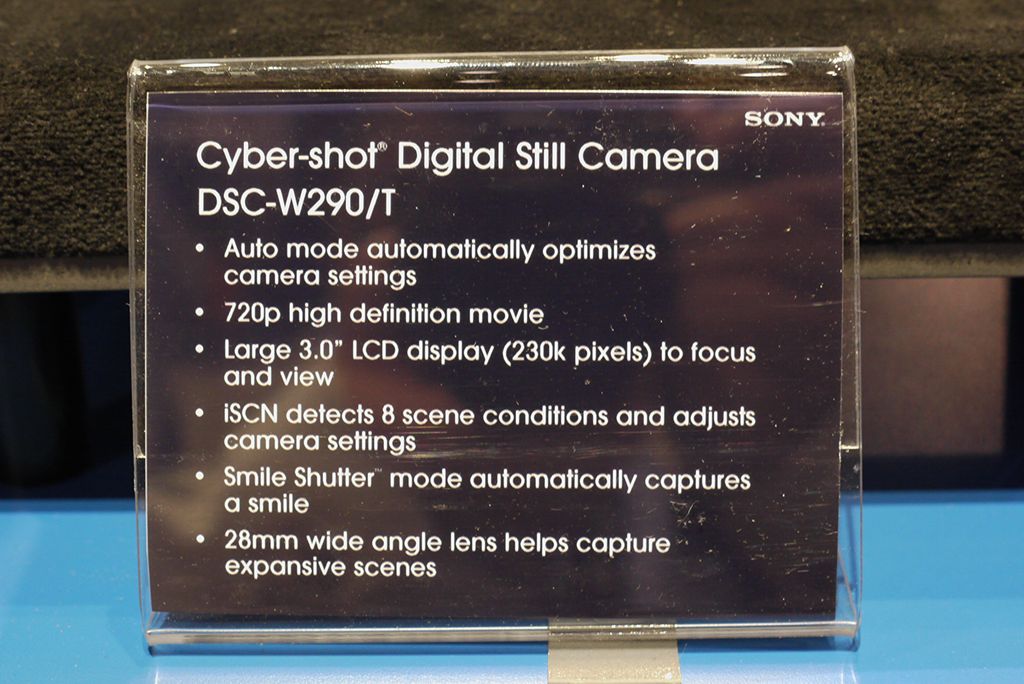 SONY
Cyber-shot® Digital Still Camera
DSC-W290/T
• Auto mode automatically optimizes
camera settings
• 720p high definition movie
• Large 3.0” LCD display (230k pixels) to focus
and view
• iSCN detects 8 scene conditions and adjusts
camera settings
• Smile Shutter™ mode automatically captures
a smile
• 28mm wide angle lens helps capture
expansive scenes